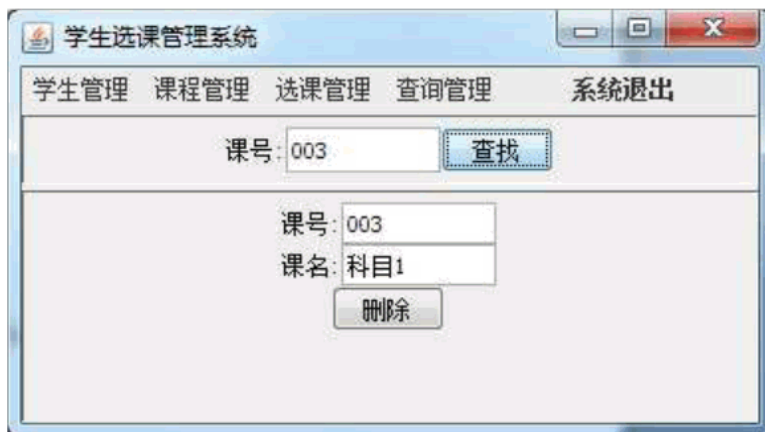 学生选课管理系统
学生管理 课程管理 选课管理 查询管理 系统退出
课号: 003 查找
课号: 003
课名: 科目1
删除